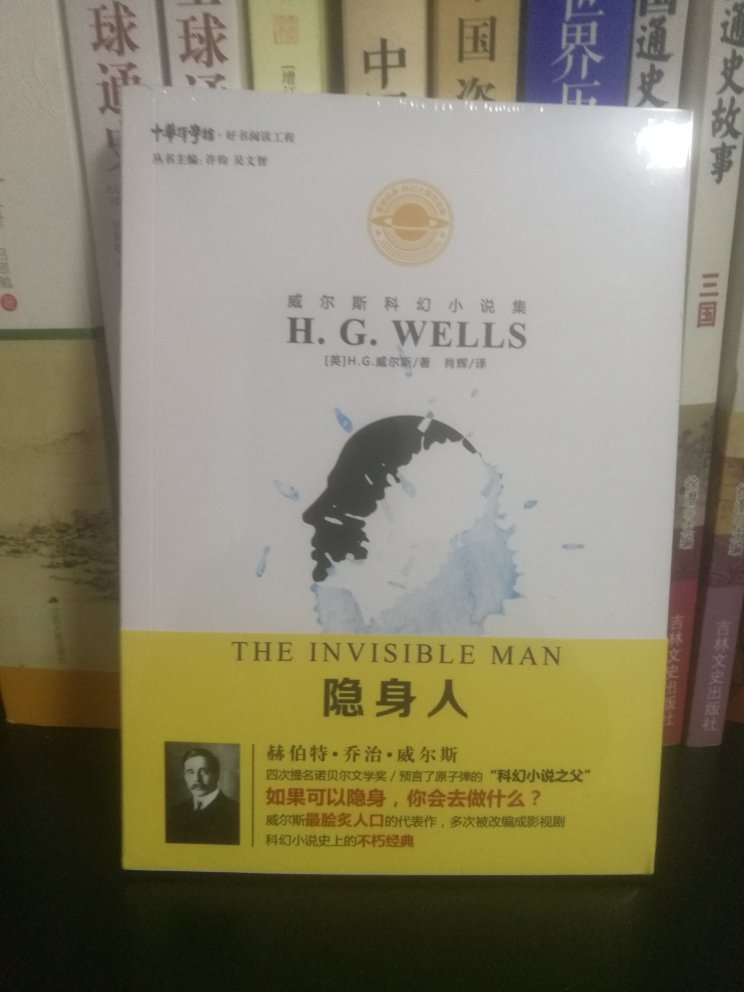 球通
全球通
[增订
中
国
世界历
国通史
通史故事
三国
吉林文史出版社
吉林文史出版社
好书阅读工程
丛书主编：许钧 吴文智
威尔斯科幻小说集
H. G. WELLS
[英]H.G.威尔斯/著 肖辉/译
THE INVISIBLE MAN
隐身人
赫伯特·乔治·威尔斯
四次提名诺贝尔文学奖/预言了原子弹的“科幻小说之父”
如果可以隐身，你会去做什么？
威尔斯最脍炙人口的代表作，多次被改编成影视剧
科幻小说史上的不朽经典